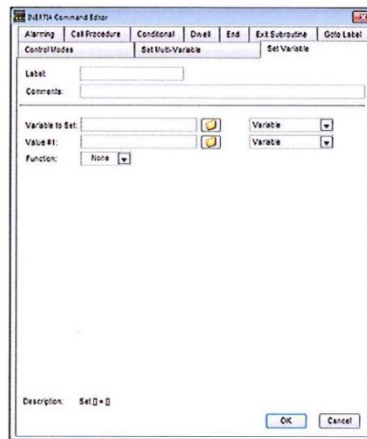 INERTIA Command Editor
Alarming Call Procedure Conditional Dwell End Exit Subroutine Goto Label
Control Modes Set Multi-Variable Set Variable
Label:
Comments:
Variable to Set: Variable
Value #1: Variable
Function: None
Description: Set [] = []
OK Cancel